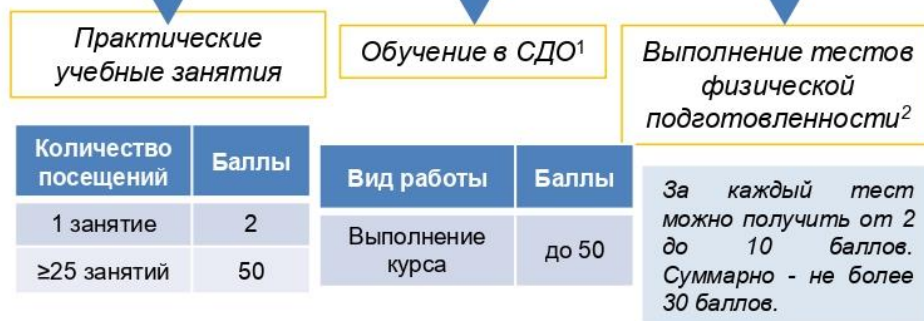 Практические
учебные занятия
Количество
посещений
Баллы
1 занятие
2
≥25 занятий
50
Обучение в СДО¹
Вид работы
Баллы
Выполнение
курса
до 50
Выполнение тестов
физической
подготовленности²
За каждый тест
можно получить от 2
до 10 баллов.
Суммарно - не более
30 баллов.